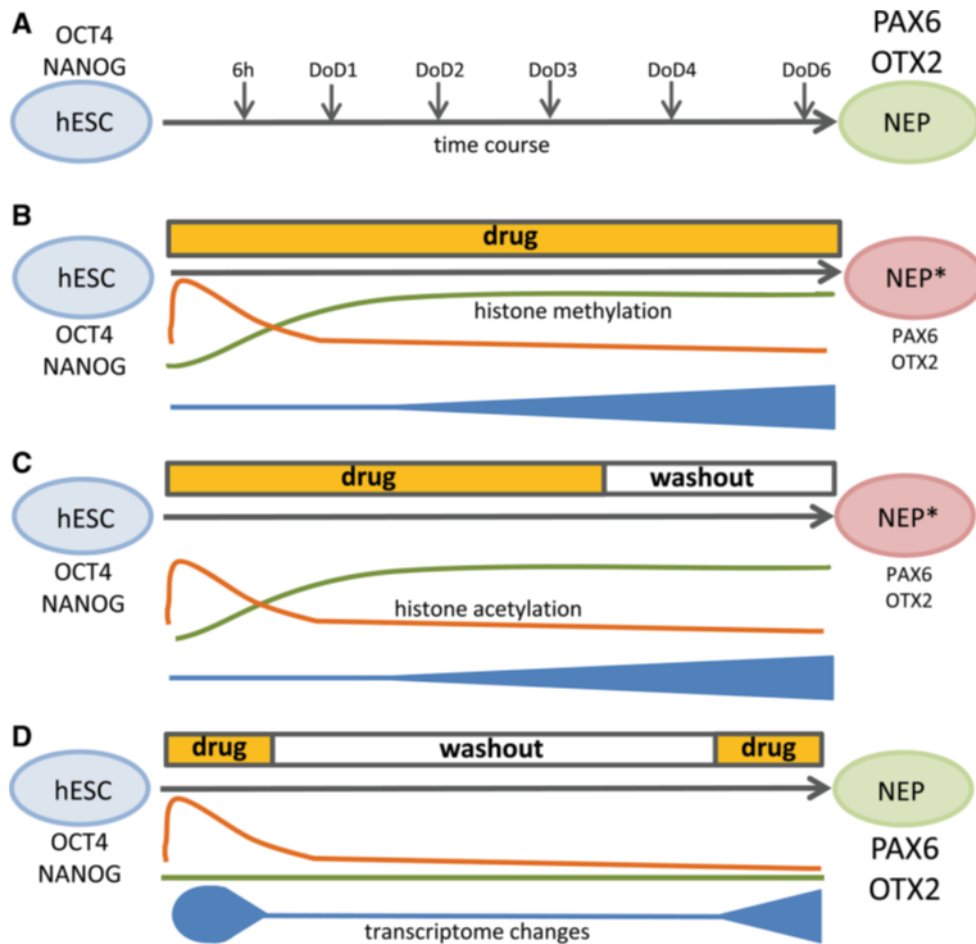 A
OCT4
NANOG
hESC
6h DoD1 DoD2 DoD3 DoD4 DoD6
time course
PAX6
OTX2
NEP
B
drug
hESC
OCT4
NANOG
histone methylation
NEP*
PAX6
OTX2
C
drug washout
hESC
OCT4
NANOG
histone acetylation
NEP*
PAX6
OTX2
D
drug washout drug
hESC
OCT4
NANOG
transcriptome changes
NEP
PAX6
OTX2